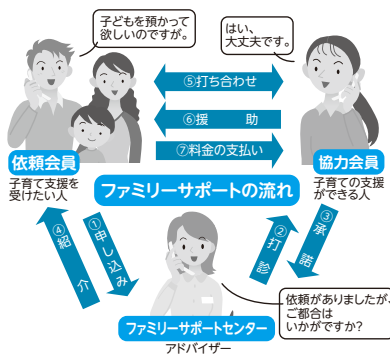 子どもを預かって
欲しいのですが。
はい、
大丈夫です。
⑤打ち合わせ
⑥援　　助
⑦料金の支払い
依頼会員
子育て支援を
受けたい人
協力会員
子育ての支援
ができる人
ファミリーサポートの流れ
①申し込み
④紹　介
②打　診
③承　諾
依頼がありましたが、
ご都合は
いかがですか?
ファミリーサポートセンター
アドバイザー